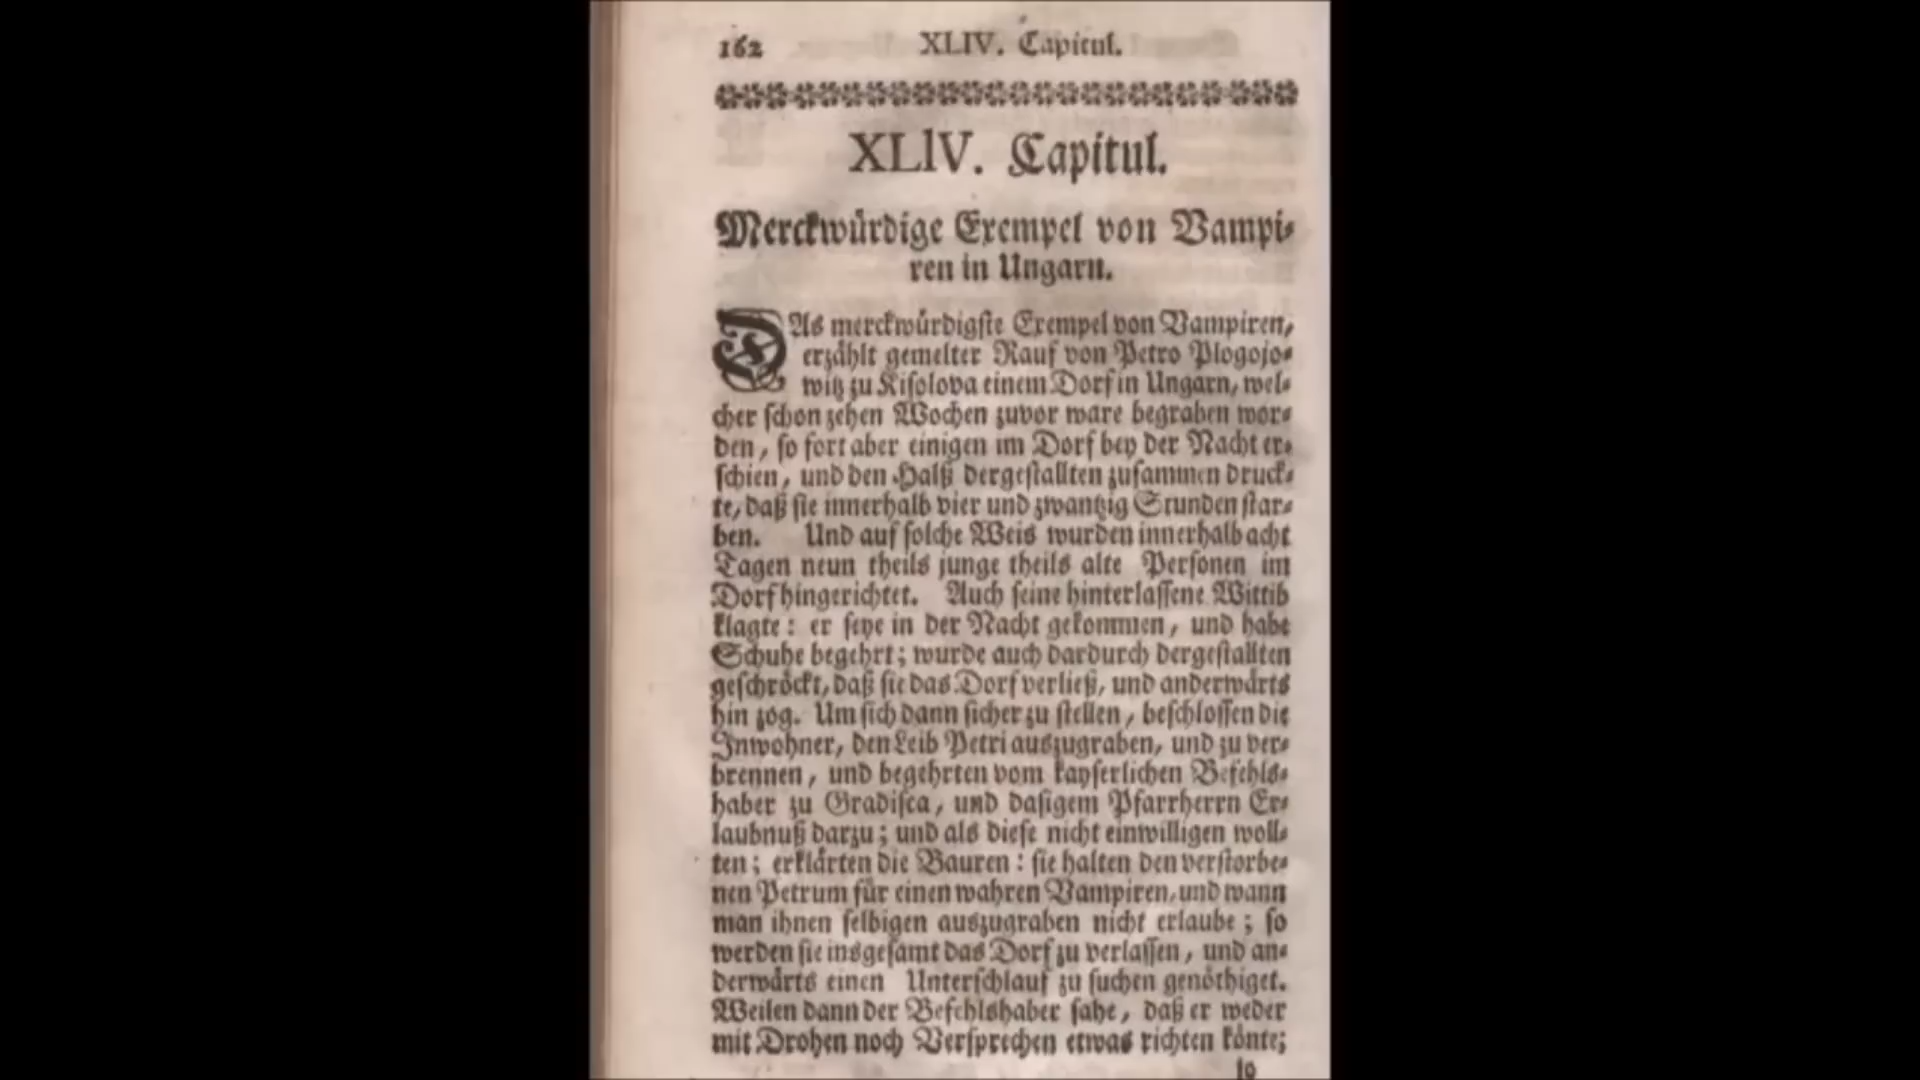 162 XLIV. Capitul.
XLIV. Capitul.
Merckwürdige Exempel von Vampi-
ren in Ungarn.
DAs merckwürdigste Exempel von Vampiren,
erzählt gemelter Rauf von Petro Plogojo-
witz zu Kisolova einem Dorf in Ungarn, wel-
cher schon zehen Wochen zuvor ware begraben wor-
den, so fort aber einigen im Dorf bey der Nacht er-
schien, und den Halß dergestallten zusammen druck-
te, daß sie innerhalb vier und zwantzig Stunden star-
ben. Und auf solche Weis wurden innerhalb acht
Tagen neun theils junge theils alte Personen im
Dorf hingerichtet. Auch seine hinterlassene Wittib
klagte: er seye in der Nacht gekommen, und habe
Schuhe begehrt; wurde auch dardurch dergestallten
geschröckt, daß sie das Dorf verließ, und anderwärts
hin zog. Um sich dann sicher zu stellen, beschlossen die
Inwohner, den Leib Petri auszugraben, und zu ver-
brennen, und begehrten vom kayserlichen Befehls-
haber zu Gradisca, und dasigem Pfarrherrn Er-
laubnuß darzu; und als diese nicht einwilligen woll-
ten; erklärten die Bauren: sie halten den verstorbe-
nen Petrum für einen wahren Vampiren, und wann
man ihnen selbigen auszugraben nicht erlaube; so
werden sie insgesamt das Dorf zu verlassen, und an-
derwärts einen Unterschlauf zu suchen genöthiget.
Weilen dann der Befehlshaber sahe, daß er weder
mit Drohen noch Versprechen etwas richten könte;
so